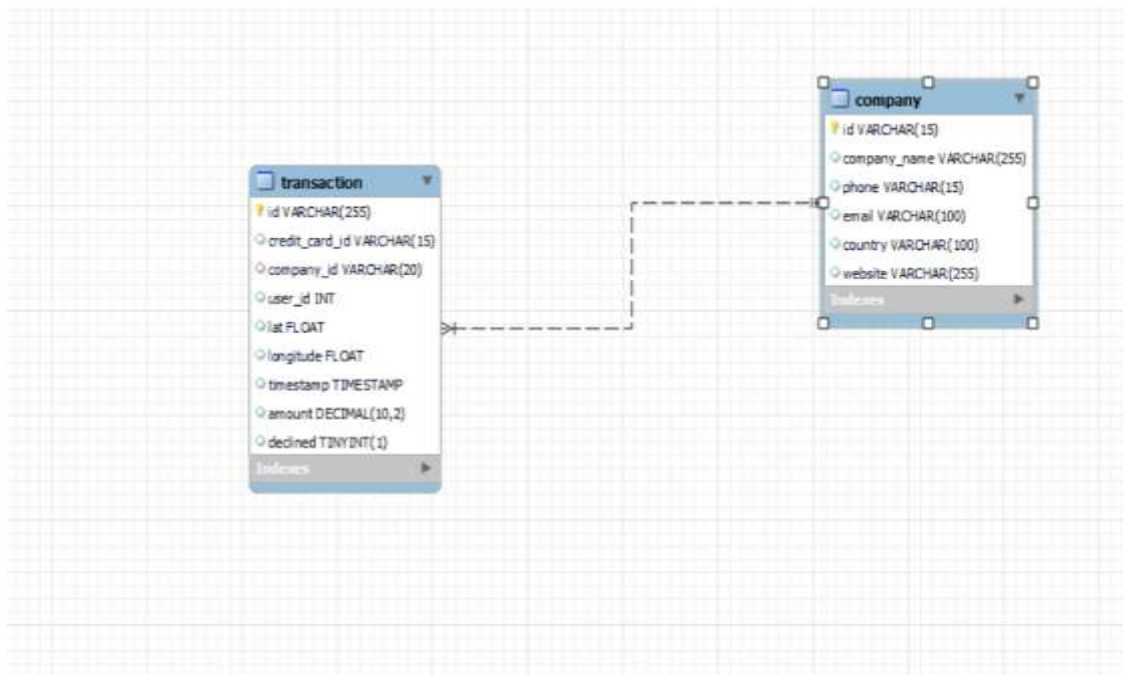 company
id VARCHAR(15)
company_name VARCHAR(255)
phone VARCHAR(15)
email VARCHAR(100)
country VARCHAR(100)
website VARCHAR(255)
Indexes
transaction
id VARCHAR(255)
credit_card_id VARCHAR(15)
company_id VARCHAR(20)
user_id INT
lat FLOAT
longitude FLOAT
timestamp TIMESTAMP
amount DECIMAL(10,2)
declined TINYINT(1)
Indexes